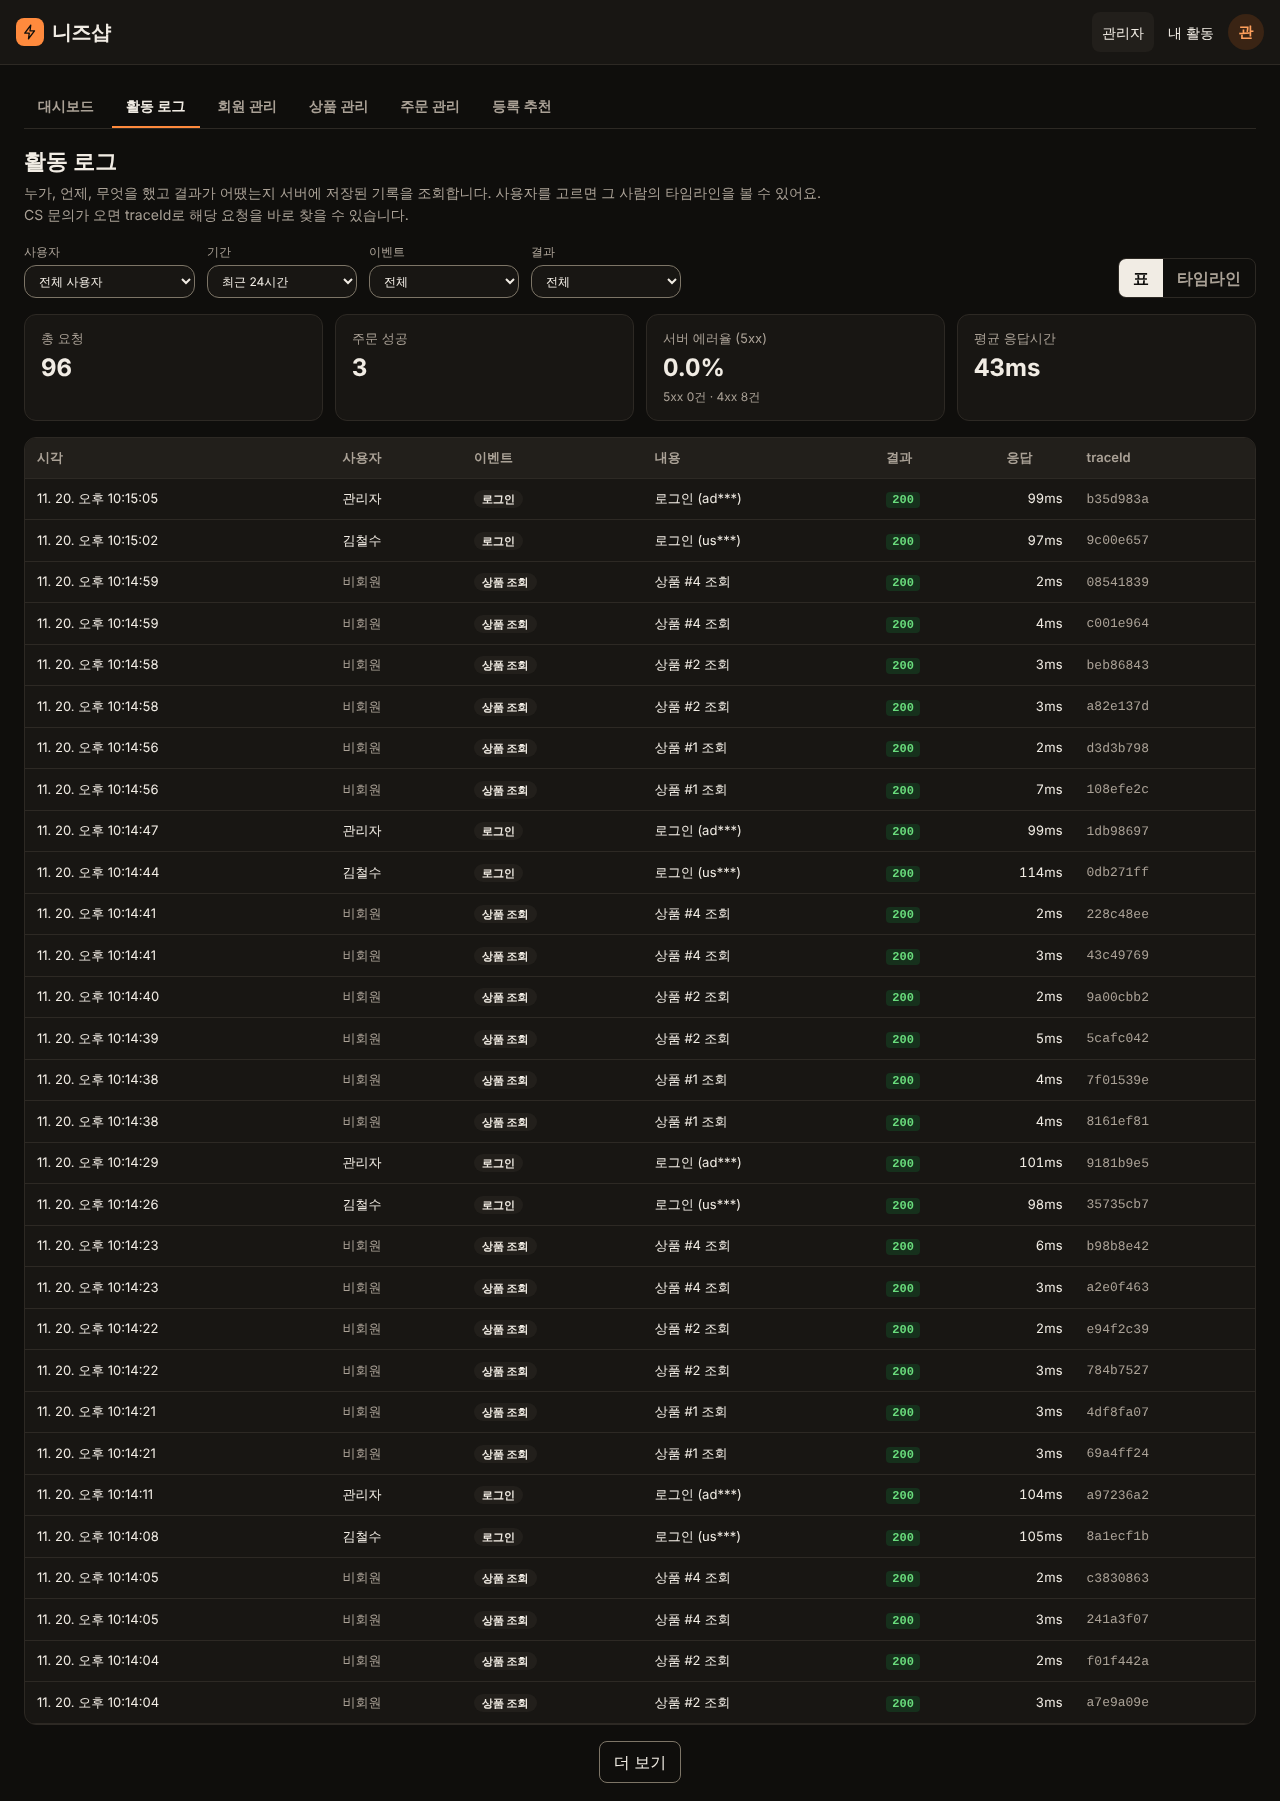 니즈샵
관리자 내 활동 관
대시보드 활동 로그 회원 관리 상품 관리 주문 관리 등록 추천
활동 로그
누가, 언제, 무엇을 했고 결과가 어땠는지 서버에 저장된 기록을 조회합니다. 사용자를 고르면 그 사람의 타임라인을 볼 수 있어요.
CS 문의가 오면 traceId로 해당 요청을 바로 찾을 수 있습니다.
사용자 기간 이벤트 결과
전체 사용자 최근 24시간 전체 전체 표 타임라인
총 요청 주문 성공 서버 에러율 (5xx) 평균 응답시간
96 3 0.0% 43ms
5xx 0건 · 4xx 8건
시각 사용자 이벤트 내용 결과 응답 traceId
11. 20. 오후 10:15:05 관리자 로그인 로그인 (ad***) 200 99ms b35d983a
11. 20. 오후 10:15:02 김철수 로그인 로그인 (us***) 200 97ms 9c00e657
11. 20. 오후 10:14:59 비회원 상품 조회 상품 #4 조회 200 2ms 08541839
11. 20. 오후 10:14:59 비회원 상품 조회 상품 #4 조회 200 4ms c001e964
11. 20. 오후 10:14:58 비회원 상품 조회 상품 #2 조회 200 3ms beb86843
11. 20. 오후 10:14:58 비회원 상품 조회 상품 #2 조회 200 3ms a82e137d
11. 20. 오후 10:14:56 비회원 상품 조회 상품 #1 조회 200 2ms d3d3b798
11. 20. 오후 10:14:56 비회원 상품 조회 상품 #1 조회 200 7ms 108efe2c
11. 20. 오후 10:14:47 관리자 로그인 로그인 (ad***) 200 99ms 1db98697
11. 20. 오후 10:14:44 김철수 로그인 로그인 (us***) 200 114ms 0db271ff
11. 20. 오후 10:14:41 비회원 상품 조회 상품 #4 조회 200 2ms 228c48ee
11. 20. 오후 10:14:41 비회원 상품 조회 상품 #4 조회 200 3ms 43c49769
11. 20. 오후 10:14:40 비회원 상품 조회 상품 #2 조회 200 2ms 9a00cbb2
11. 20. 오후 10:14:39 비회원 상품 조회 상품 #2 조회 200 5ms 5cafc042
11. 20. 오후 10:14:38 비회원 상품 조회 상품 #1 조회 200 4ms 7f01539e
11. 20. 오후 10:14:38 비회원 상품 조회 상품 #1 조회 200 4ms 8161ef81
11. 20. 오후 10:14:29 관리자 로그인 로그인 (ad***) 200 101ms 9181b9e5
11. 20. 오후 10:14:26 김철수 로그인 로그인 (us***) 200 98ms 35735cb7
11. 20. 오후 10:14:23 비회원 상품 조회 상품 #4 조회 200 6ms b98b8e42
11. 20. 오후 10:14:23 비회원 상품 조회 상품 #4 조회 200 3ms a2e0f463
11. 20. 오후 10:14:22 비회원 상품 조회 상품 #2 조회 200 2ms e94f2c39
11. 20. 오후 10:14:22 비회원 상품 조회 상품 #2 조회 200 3ms 784b7527
11. 20. 오후 10:14:21 비회원 상품 조회 상품 #1 조회 200 3ms 4df8fa07
11. 20. 오후 10:14:21 비회원 상품 조회 상품 #1 조회 200 3ms 69a4ff24
11. 20. 오후 10:14:11 관리자 로그인 로그인 (ad***) 200 104ms a97236a2
11. 20. 오후 10:14:08 김철수 로그인 로그인 (us***) 200 105ms 8a1ecf1b
11. 20. 오후 10:14:05 비회원 상품 조회 상품 #4 조회 200 2ms c3830863
11. 20. 오후 10:14:05 비회원 상품 조회 상품 #4 조회 200 3ms 241a3f07
11. 20. 오후 10:14:04 비회원 상품 조회 상품 #2 조회 200 2ms f01f442a
11. 20. 오후 10:14:04 비회원 상품 조회 상품 #2 조회 200 3ms a7e9a09e
더 보기